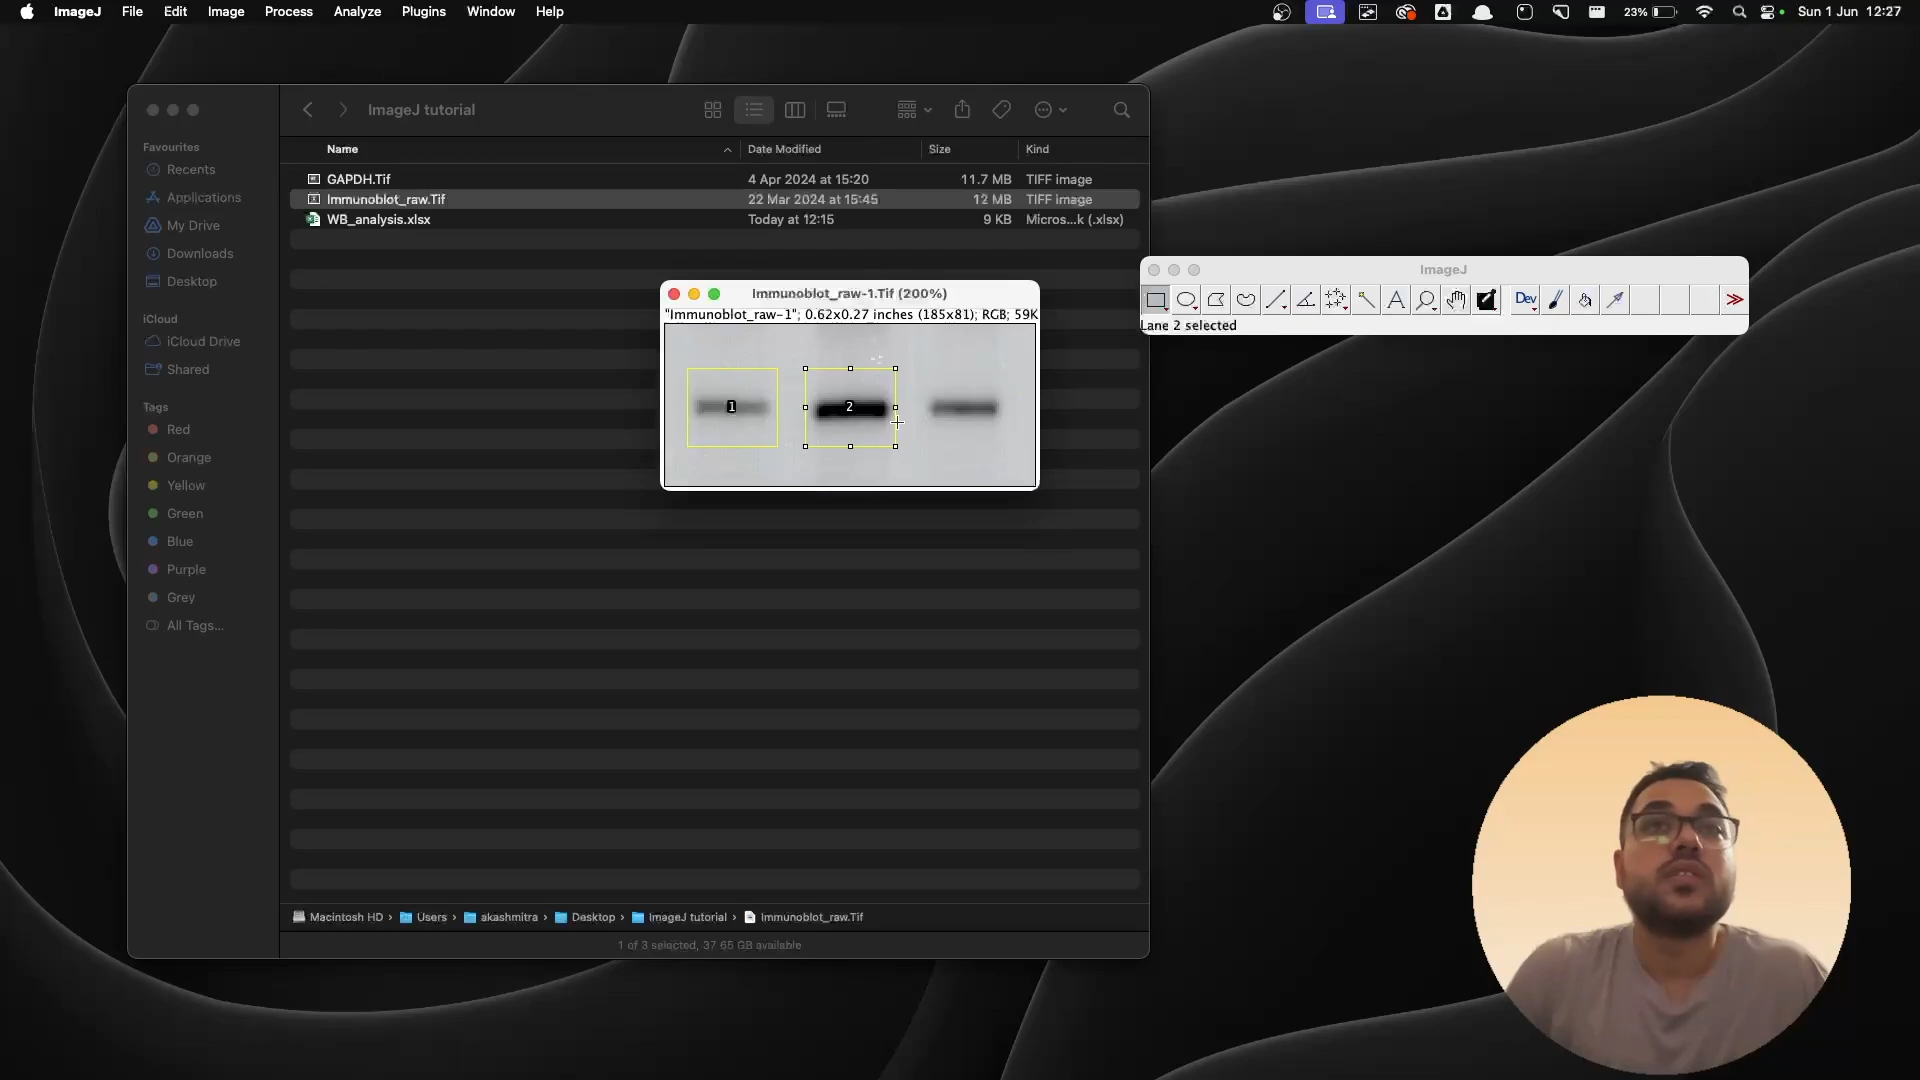 ImageJ File Edit Image Process Analyze Plugins Window Help 23% Sun 1 Jun 12:27
ImageJ tutorial
Favourites
Recents
Applications
My Drive
Downloads
Desktop
iCloud
iCloud Drive
Shared
Tags
Red
Orange
Yellow
Green
Blue
Purple
Grey
All Tags...
Name Date Modified Size Kind
GAPDH.Tif 4 Apr 2024 at 15:20 11.7 MB TIFF image
Immunoblot_raw.Tif 22 Mar 2024 at 15:45 12 MB TIFF image
WB_analysis.xlsx Today at 12:15 9 KB Micros...k (.xlsx)
Immunoblot_raw-1.Tif (200%)
"Immunoblot_raw-1"; 0.62x0.27 inches (185x81); RGB; 59K
1 2
ImageJ
A Dev
Lane 2 selected
Macintosh HD › Users › akashmitra › Desktop › ImageJ tutorial › Immunoblot_raw.Tif
1 of 3 selected, 37.65 GB available